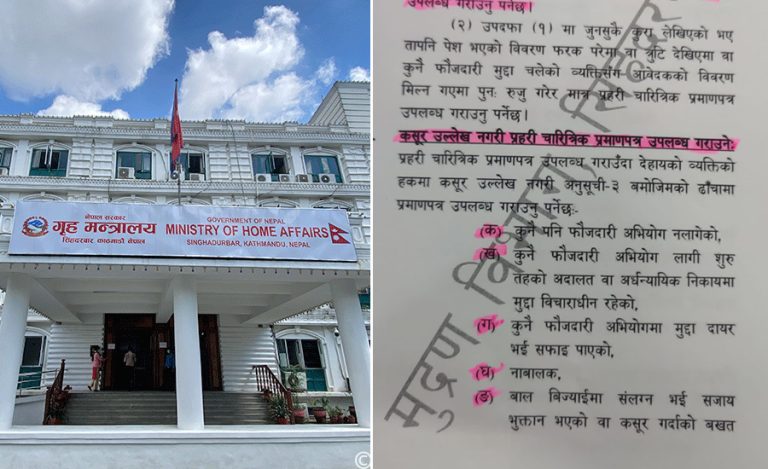 नेपाल सरकार
गृह मन्त्रालय
सिंहदरबार, काठमाडौं नेपाल
GOVERNMENT OF NEPAL
MINISTRY OF HOME AFFAIRS
SINGHADURBAR, KATHMANDU, NEPAL
उपलब्ध गराउनु पर्नेछ।
(२) उपदफा (१) मा जुनसुकै कुरा लेखिएको भए
तापनि पेश भएको विवरण फरक परेमा वा त्रुटि देखिएमा वा
कुनै फौजदारी मुद्दा चलेको व्यक्तिसँग आवेदकको विवरण
मिल्न गएमा पुनः रुजु गरेर मात्र प्रहरी चारित्रिक प्रमाणपत्र
उपलब्ध गराउनु पर्नेछ।
कसूर उल्लेख नगरी प्रहरी चारित्रिक प्रमाणपत्र उपलब्ध गराउनेः
प्रहरी चारित्रिक प्रमाणपत्र उपलब्ध गराउँदा देहायको व्यक्तिको
हकमा कसूर उल्लेख नगरी अनुसूची-३ बमोजिमको ढाँचामा
प्रमाणपत्र उपलब्ध गराउनु पर्नेछः
(क) कुनै पनि फौजदारी अभियोग नलागेको,
(ख) कुनै फौजदारी अभियोग लागी शुरु
तहको अदालत वा अर्धन्यायिक निकायमा
मुद्दा विचाराधीन रहेको,
(ग) कुनै फौजदारी अभियोगमा मुद्दा दायर
भई सफाइ पाएको,
(घ) नाबालक,
(ङ) बाल बिज्याईमा संलग्न भई सजाय
भुक्तान भएको वा कसूर गर्दाको बखत
मुद्रण विभाग, सिंहदर
©